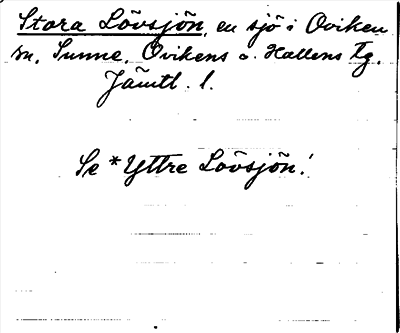 Stora Lövsjön, en sjö i Oviken
sn, Sunne, Ovikens o. Hallens tg,
Jämtl. l.
Se *Yttre Lövsjön!